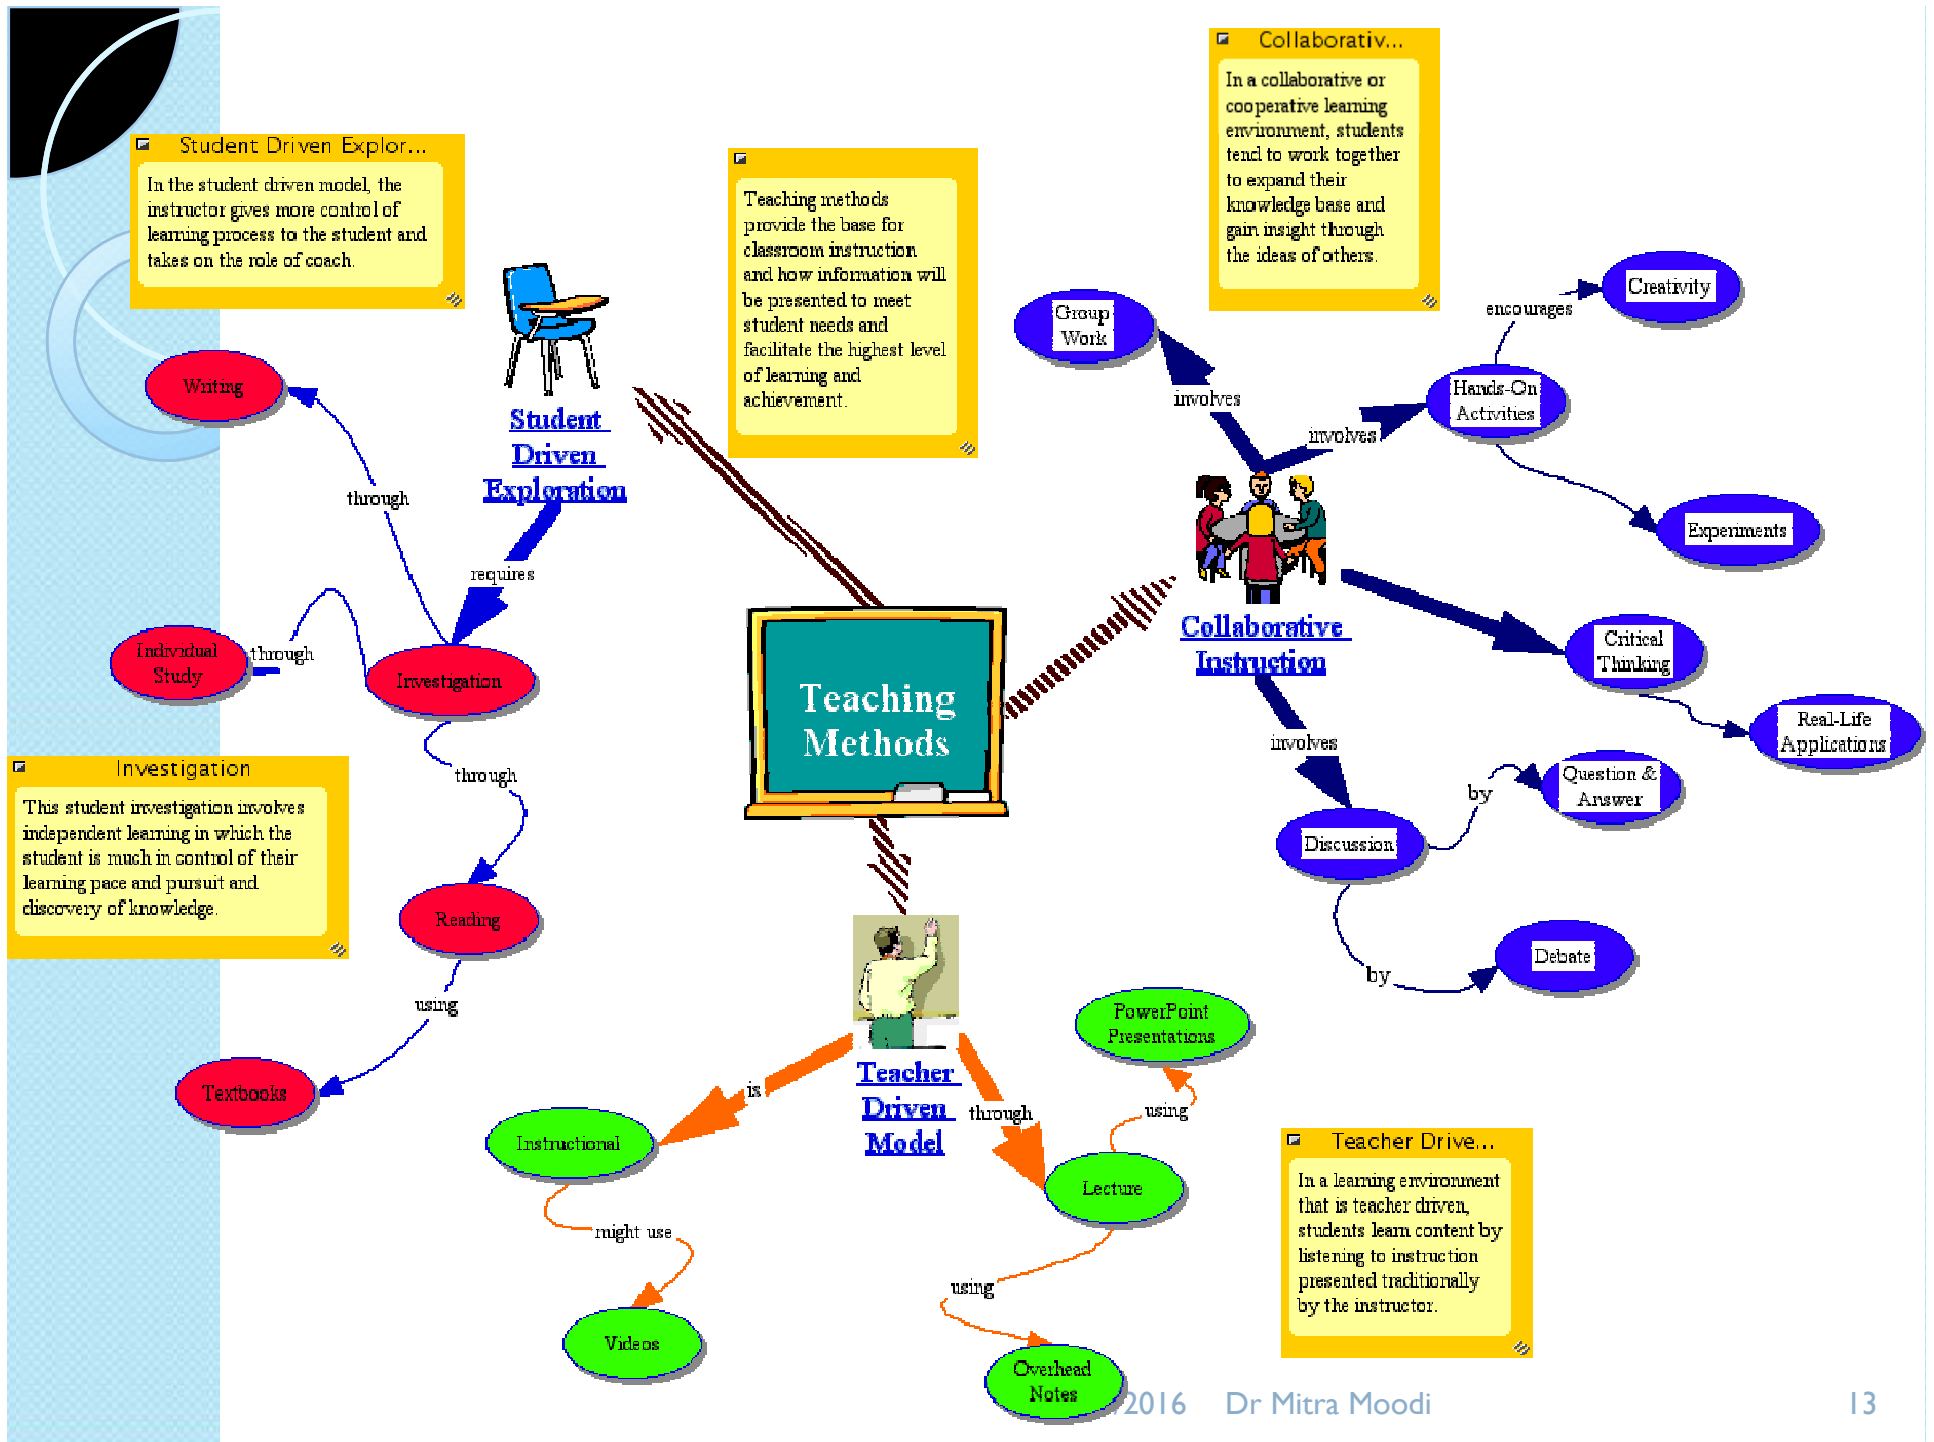 Collaborativ...
In a collaborative or
cooperative learning
environment, students
tend to work together
to expand their
knowledge base and
gain insight through
the ideas of others.
Student Driven Explor...
In the student driven model, the
instructor gives more control of
learning process to the student and
takes on the role of coach.
Teaching methods
provide the base for
classroom instruction
and how information will
be presented to meet
student needs and
facilitate the highest level
of learning and
achievement.
Student
Driven
Exploration
requires
Investigation
through
Writing
through
Individual
Study
through
Reading
using
Textbooks
Investigation
This student investigation involves
independent learning in which the
student is much in control of their
learning pace and pursuit and
discovery of knowledge.
Teaching
Methods
Collaborative
Instruction
involves
Group
Work
involves
Hands-On
Activities
encourages
Creativity
Experiments
Critical
Thinking
Real-Life
Applications
involves
Discussion
by
Question &
Answer
by
Debate
Teacher
Driven
Model
is
Instructional
might use
Videos
through
Lecture
using
PowerPoint
Presentations
using
Overhead
Notes
Teacher Drive...
In a learning environment
that is teacher driven,
students learn content by
listening to instruction
presented traditionally
by the instructor.
2016
Dr Mitra Moodi
13